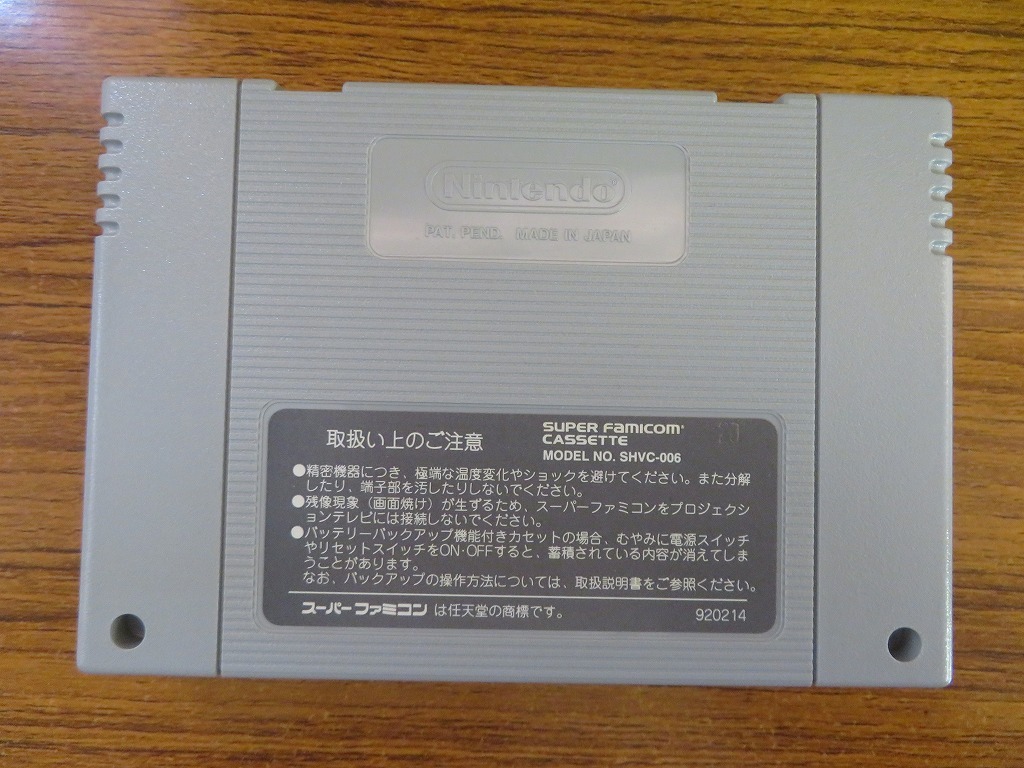 Nintendo
PAT. PEND. MADE IN JAPAN
取扱い上のご注意
SUPER FAMICOM
CASSETTE
MODEL NO. SHVC-006
●精密機器につき、極端な温度変化やショックを避けてください。また分解
したり、端子部を汚したりしないでください。
●残像現象（画面焼け）が生ずるため、スーパーファミコンをプロジェクシ
ョンテレビには接続しないでください。
●バッテリーバックアップ機能付きカセットの場合、むやみに電源スイッチ
やリセットスイッチをON・OFFすると、蓄積されている内容が消えてしま
うことがあります。
なお、バックアップの操作方法については、取扱説明書をご参照ください。
スーパーファミコンは任天堂の商標です。
920214